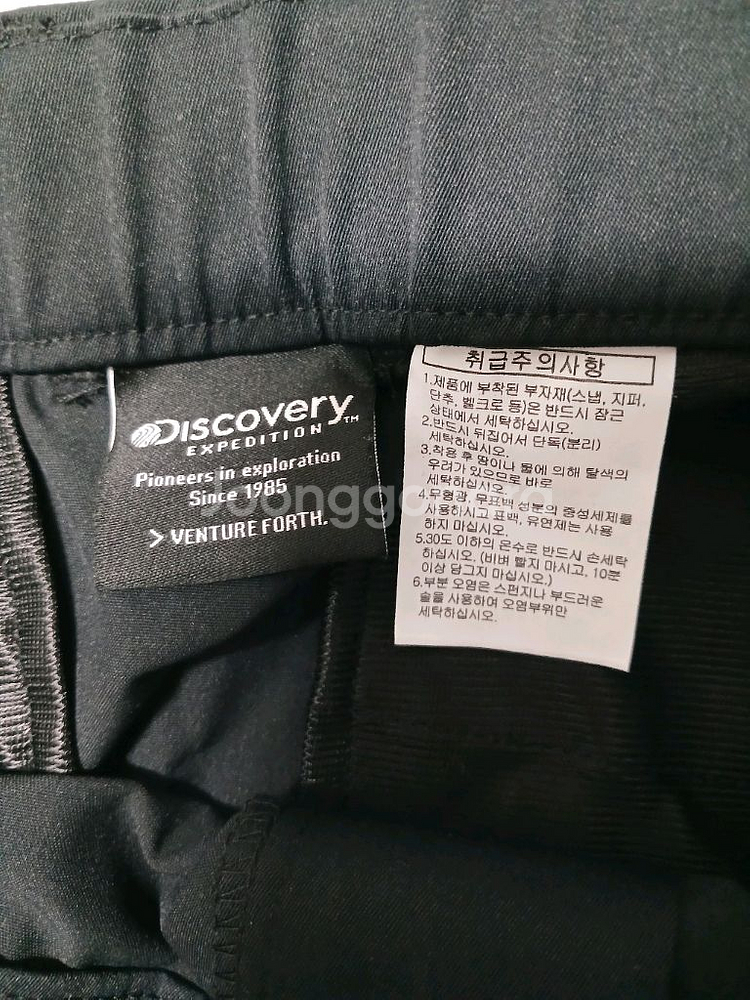 Discovery™
EXPEDITION
Pioneers in exploration
Since 1985
> VENTURE FORTH.
취급주의사항
1.제품에 부착된 부자재(스냅, 지퍼,
단추, 벨크로 등)은 반드시 잠근
상태에서 세탁하십시오.
2.반드시 뒤집어서 단독(분리)
세탁하십시오.
3.착용 후 땀이나 물에 의해 탈색의
우려가 있으므로 바로
세탁하십시오.
4.무형광, 무표백 성분의 중성세제를
사용하시고 표백, 유연제는 사용
하지 마십시오.
5.30도 이하의 온수로 반드시 손세탁
하십시오. (비벼 빨지 마시고, 10분
이상 담그지 마십시오.)
6.부분 오염은 스펀지나 부드러운
솔을 사용하여 오염부위만
세탁하십시오.